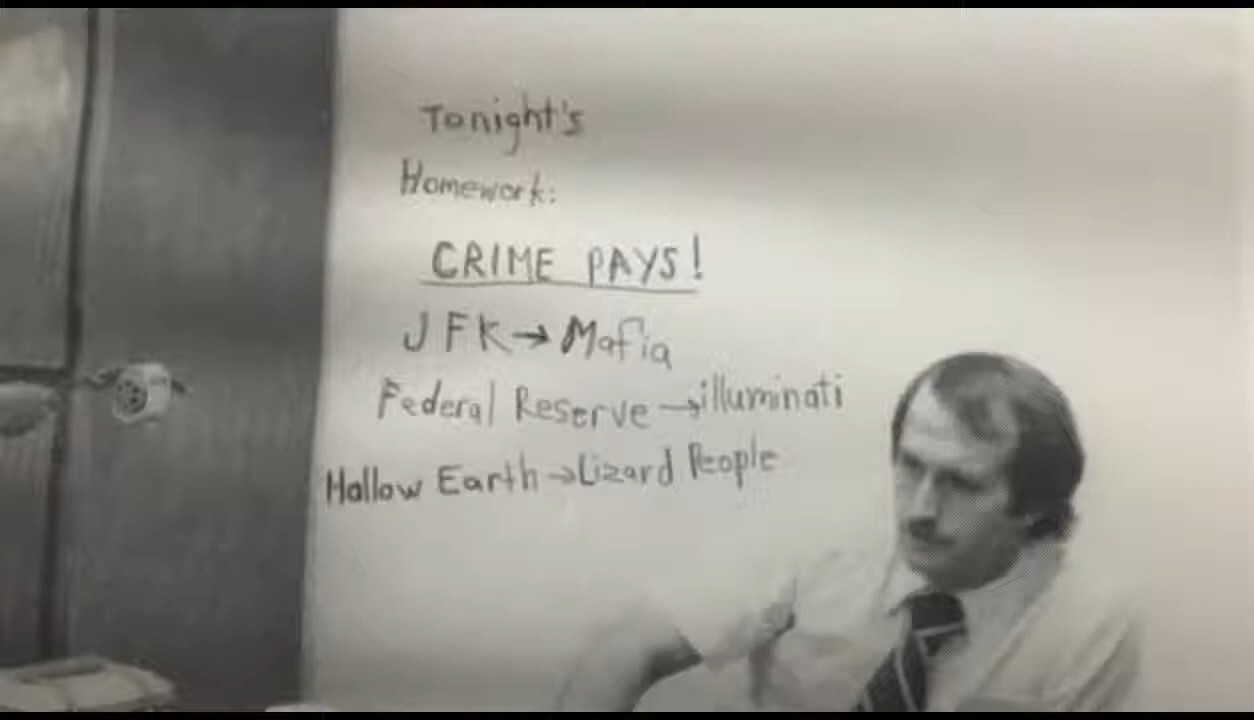 Tonight's
Homework:
CRIME PAYS!
JFK→Mafia
Federal Reserve→illuminati
Hollow Earth→Lizard People